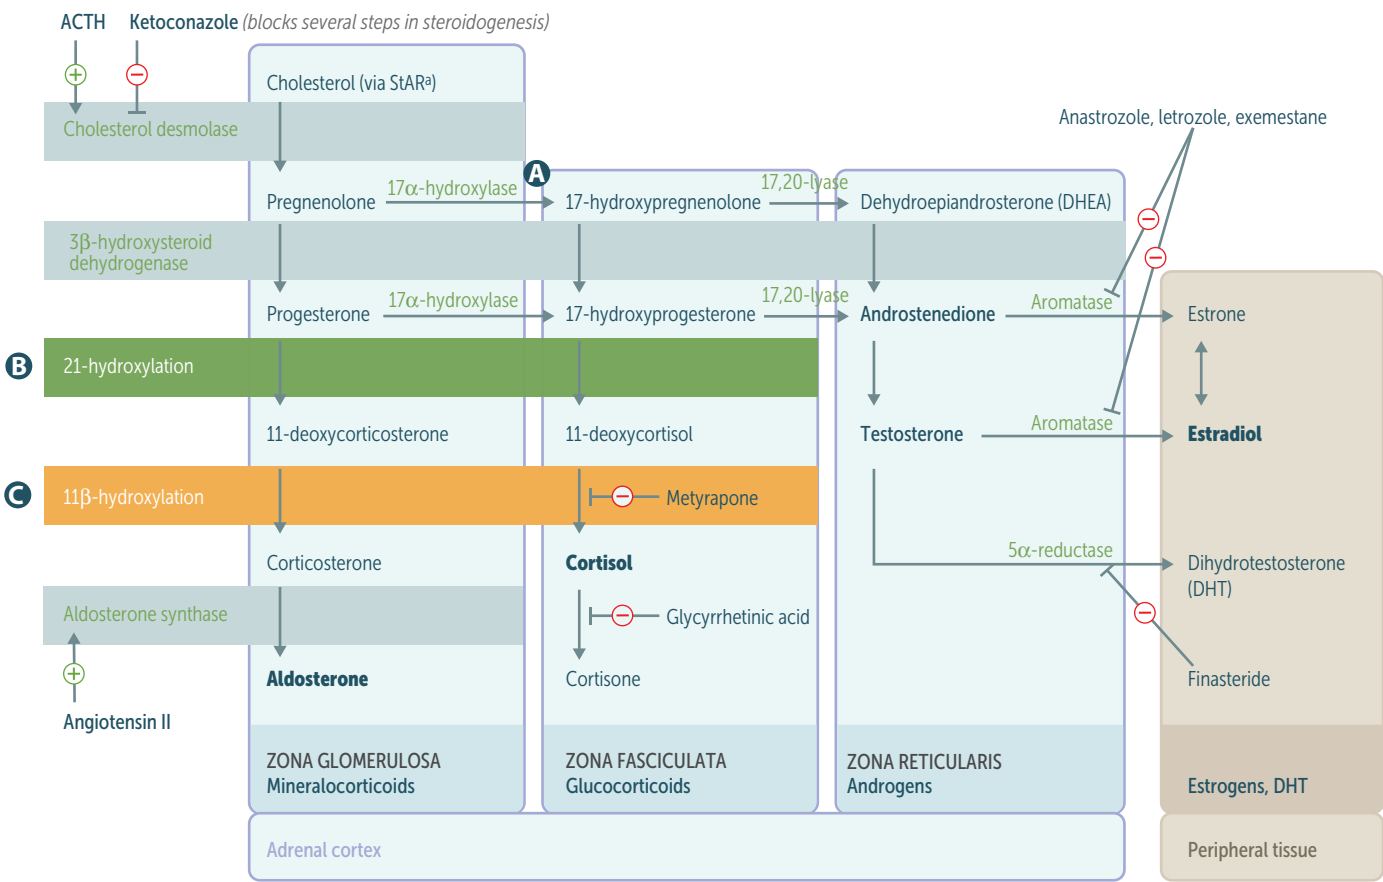 ACTH
Ketoconazole (blocks several steps in steroidogenesis)
Cholesterol (via StARª)
Anastrozole, letrozole, exemestane
Cholesterol desmolase
A
17α-hydroxylase
17,20-lyase
Pregnenolone
17-hydroxypregnenolone
Dehydroepiandrosterone (DHEA)
3β-hydroxysteroid
dehydrogenase
17α-hydroxylase
17,20-lyase
Aromatase
Progesterone
17-hydroxyprogesterone
Androstenedione
Estrone
B
21-hydroxylation
Aromatase
11-deoxycorticosterone
11-deoxycortisol
Testosterone
Estradiol
C
11β-hydroxylation
Metyrapone
5α-reductase
Corticosterone
Cortisol
Dihydrotestosterone
(DHT)
Aldosterone synthase
Glycyrrhetinic acid
Aldosterone
Cortisone
Finasteride
Angiotensin II
ZONA GLOMERULOSA
Mineralocorticoids
ZONA FASCICULATA
Glucocorticoids
ZONA RETICULARIS
Androgens
Estrogens, DHT
Adrenal cortex
Peripheral tissue